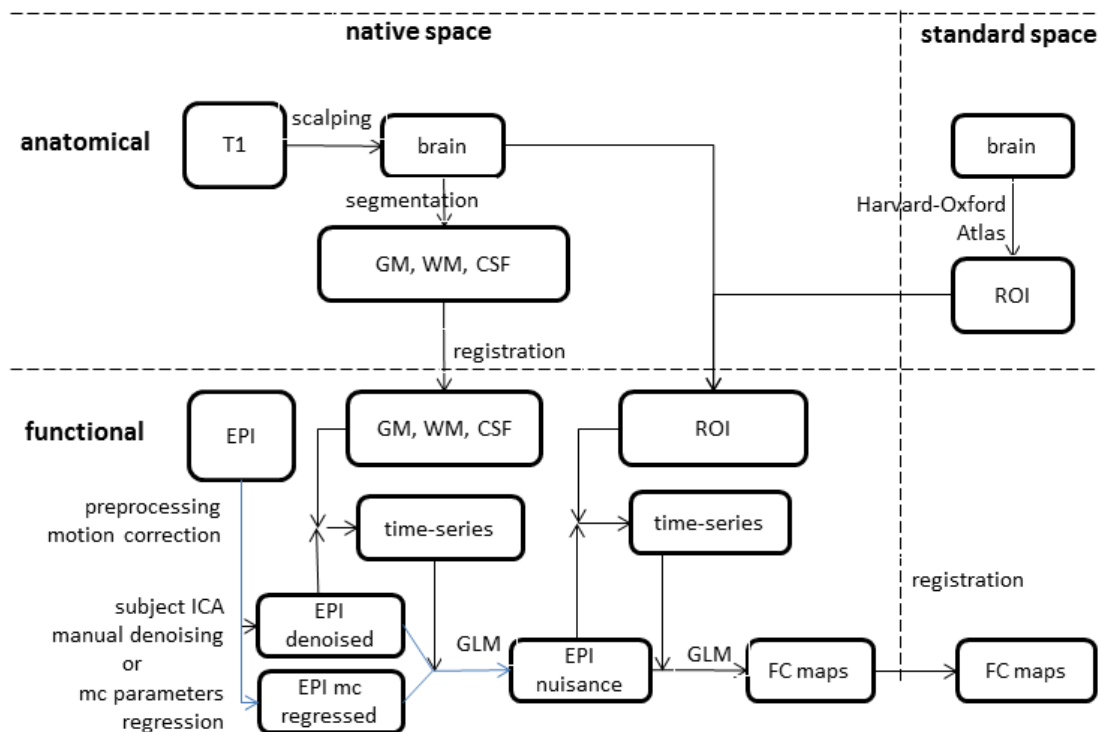 native space
standard space
anatomical
T1
scalping
brain
brain
segmentation
Harvard-Oxford
Atlas
GM, WM, CSF
ROI
registration
functional
EPI
GM, WM, CSF
ROI
preprocessing
motion correction
time-series
time-series
registration
subject ICA
manual denoising
or
mc parameters
regression
EPI
denoised
EPI mc
regressed
GLM
EPI
nuisance
GLM
FC maps
FC maps